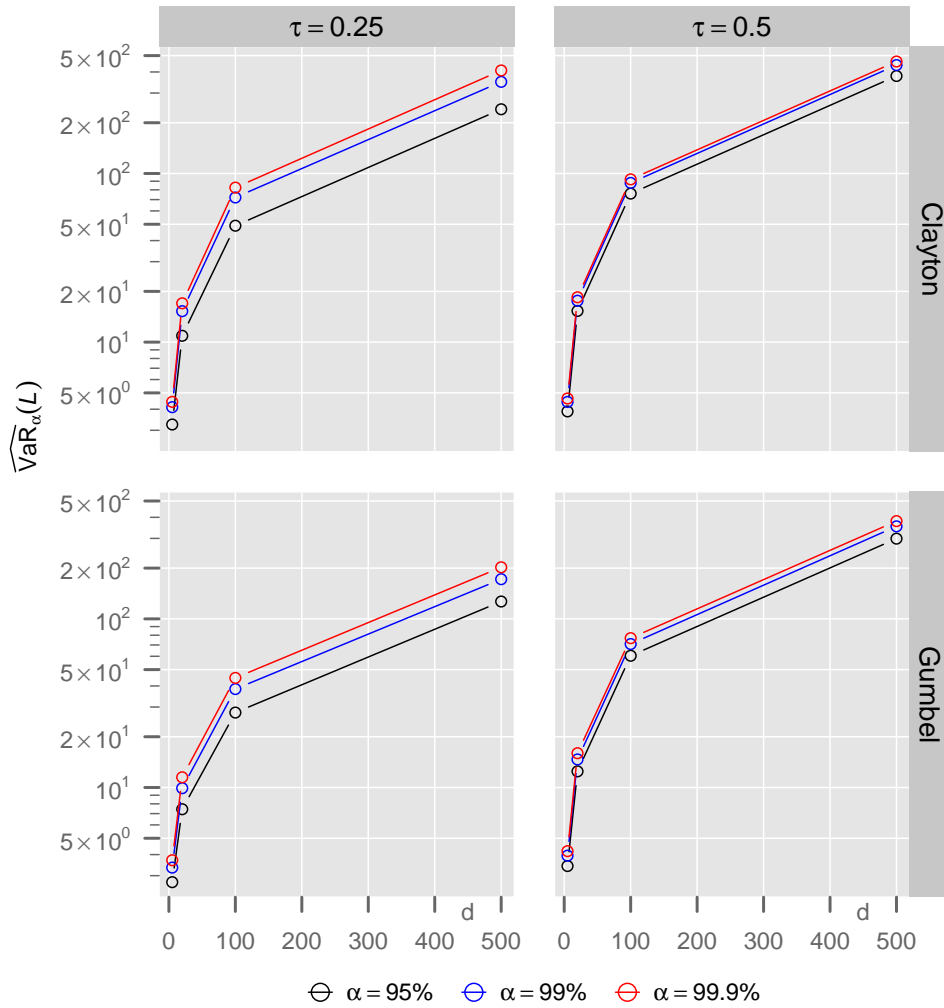 τ = 0.25 τ = 0.5
5 × 10²
2 × 10²
10²
5 × 10¹
2 × 10¹
10¹
5 × 10⁰
Clayton
VaR̂_α(L)
5 × 10²
2 × 10²
10²
5 × 10¹
2 × 10¹
10¹
5 × 10⁰
Gumbel
d d
0 100 200 300 400 500 0 100 200 300 400 500
α = 95% α = 99% α = 99.9%